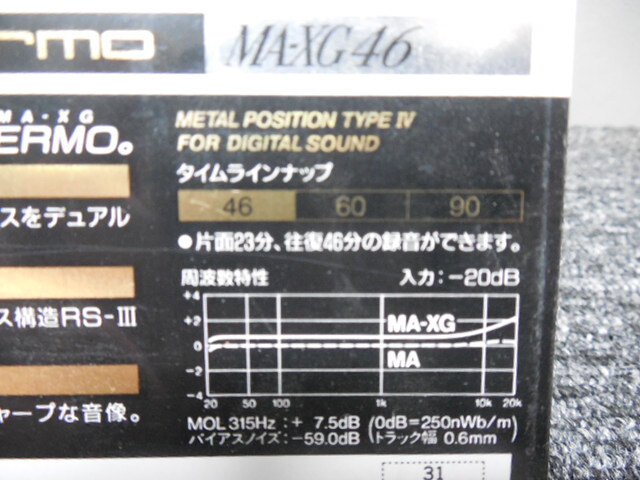 ermo MA-XG46
MA-XG
ERMO。
スをデュアル
ス構造RS-III
ャープな音像。
METAL POSITION TYPE IV
FOR DIGITAL SOUND
タイムラインナップ
46 60 90
●片面23分、往復46分の録音ができます。
周波数特性 入力：−20dB
+4
+2
0
−2
−4
MA-XG
MA
20 50 100 1k 10k 20k
MOL 315Hz：+ 7.5dB (0dB=250nWb/m)
バイアスノイズ：−59.0dB (トラック幅 0.6mm)
31